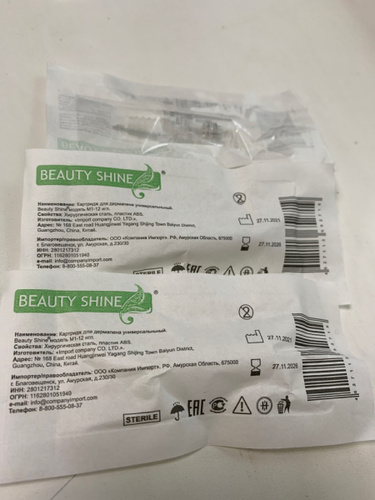 BEAUTY SHINE
Наименование: Картридж для дермапена универсальный.
Beauty Shine модель M1-12 игл.
Свойства: Хирургическая сталь, пластик ABS.
Изготовитель: «Import company CO. LTD.».
Адрес: № 168 East road Huangjinwei Yagang Shijing Town Baiyun District,
Guangzhou, China, Китай.
Импортер/правообладатель: ООО «Компания Импорт». РФ, Амурская Область, 675000
г. Благовещенск, ул. Амурская, д.230/30
ИНН: 2801217312
ОГРН: 1162801051940
e-mail: info@companyimport.com
Телефон: 8-800-555-08-37
27.11.2021
27.11.2026
BEAUTY SHINE
Наименование: Картридж для дермапена универсальный.
Beauty Shine модель M1-12 игл.
Свойства: Хирургическая сталь, пластик ABS.
Изготовитель: «Import company CO. LTD.».
Адрес: № 168 East road Huangjinwei Yagang Shijing Town Baiyun District,
Guangzhou, China, Китай.
Импортер/правообладатель: ООО «Компания Импорт». РФ, Амурская Область, 675000
г. Благовещенск, ул. Амурская, д.230/30
ИНН: 2801217312
ОГРН: 1162801051940
e-mail: info@companyimport.com
Телефон: 8-800-555-08-37
27.11.2021
27.11.2026
STERILE
EAC